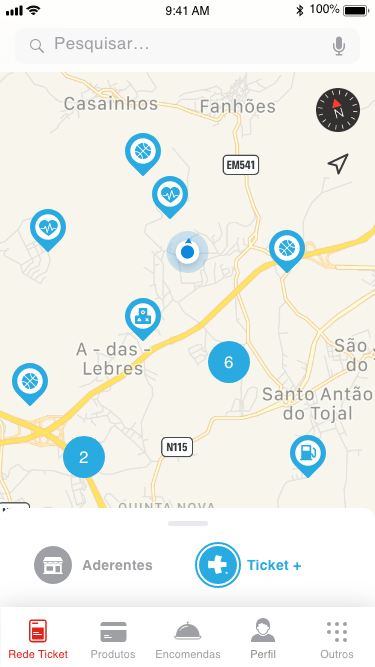 9:41 AM
100%
Pesquisar...
Casainhos
Fanhões
N
EM541
6
A - das -
Lebres
São
do
Santo Antão
do Tojal
N115
2
QUINTA NOVA
Aderentes
Ticket +
Rede Ticket
Produtos
Encomendas
Perfil
Outros